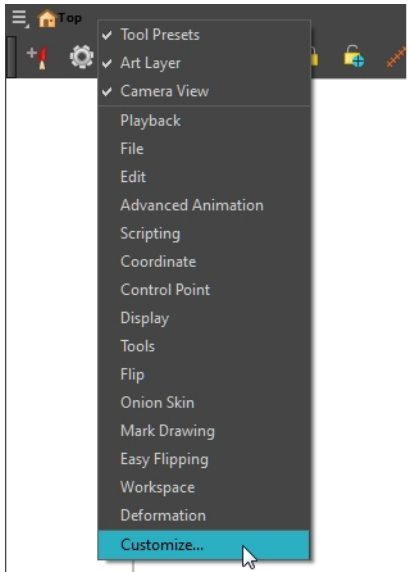 Top
Tool Presets
Art Layer
Camera View
Playback
File
Edit
Advanced Animation
Scripting
Coordinate
Control Point
Display
Tools
Flip
Onion Skin
Mark Drawing
Easy Flipping
Workspace
Deformation
Customize...